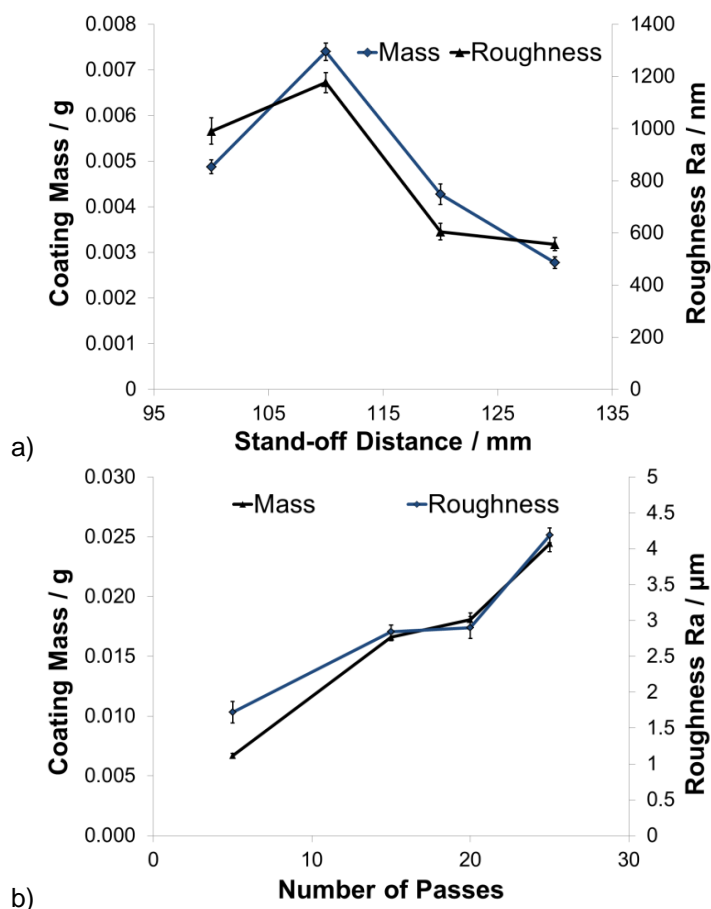 0.008
0.007
0.006
0.005
0.004
0.003
0.002
0.001
0
Coating Mass / g
Mass Roughness
1400
1200
1000
800
600
400
200
0
Roughness Ra / nm
95 105 115 125 135
Stand-off Distance / mm
a)
0.030
0.025
0.020
0.015
0.010
0.005
0.000
Coating Mass / g
Mass Roughness
5
4.5
4
3.5
3
2.5
2
1.5
1
0.5
0
Roughness Ra / μm
0 10 20 30
Number of Passes
b)